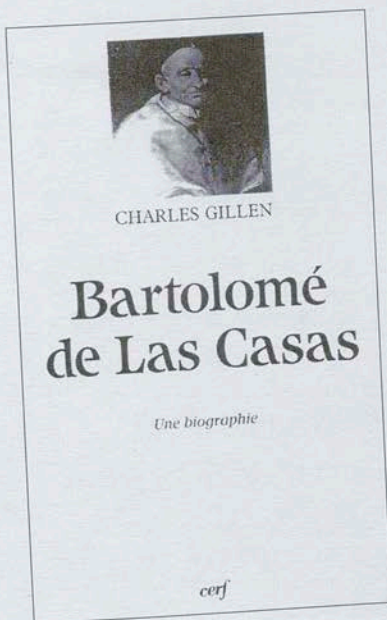 CHARLES GILLEN
Bartolomé
de Las Casas
Une biographie
cerf